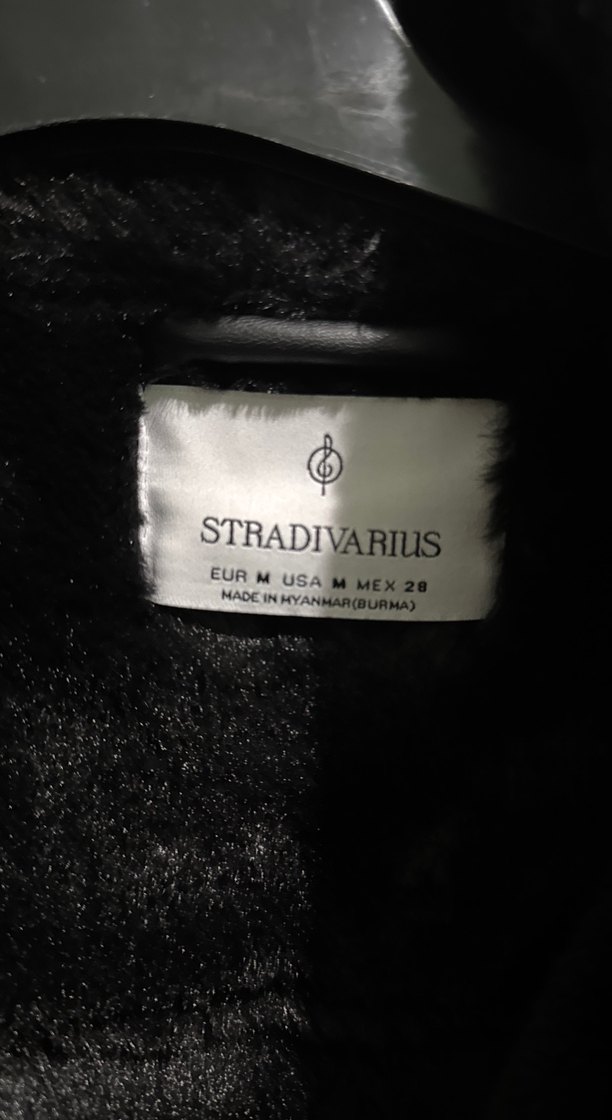 STRADIVARIUS
EUR M USA M MEX 28
MADE IN MYANMAR(BURMA)